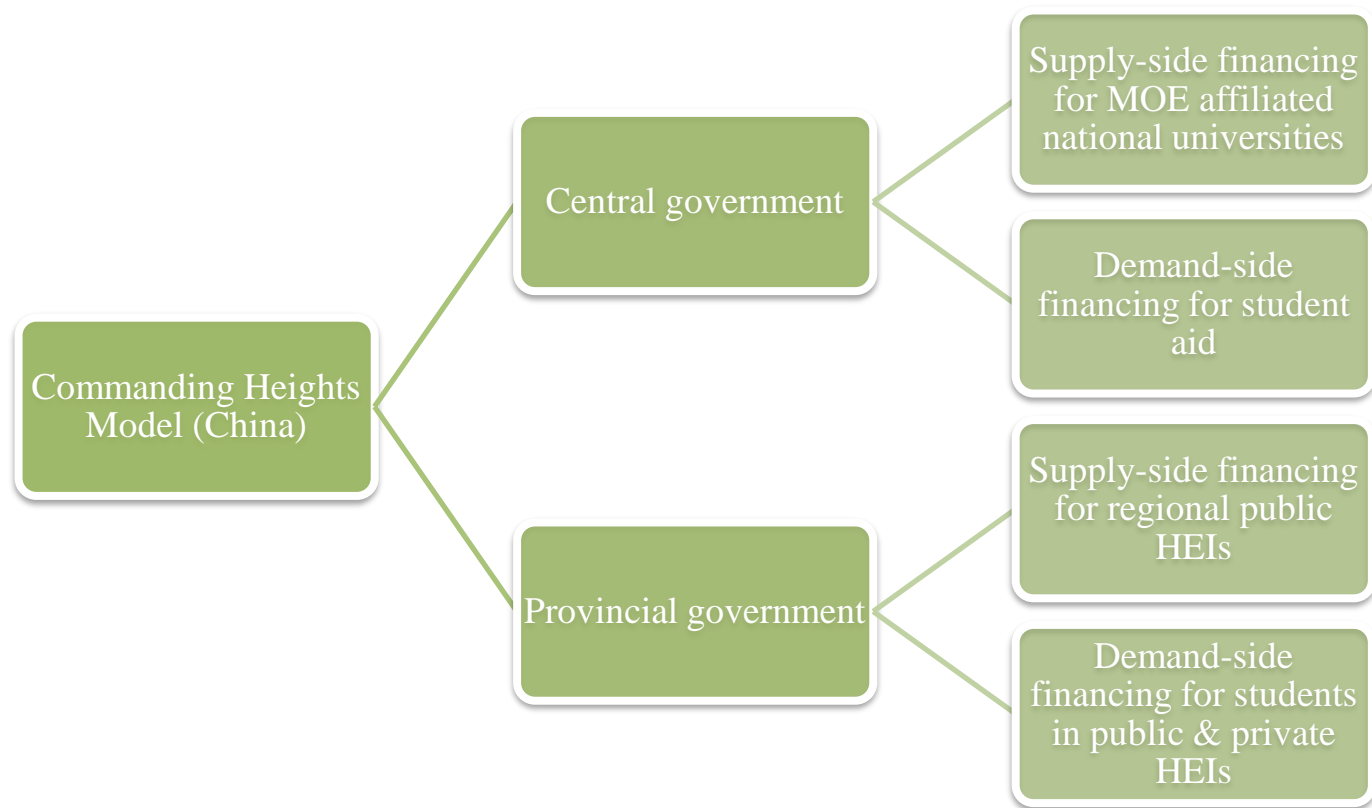 Supply-side financing
for MOE affiliated
national universities
Central government
Demand-side
financing for student
aid
Commanding Heights
Model (China)
Supply-side financing
for regional public
HEIs
Provincial government
Demand-side
financing for students
in public & private
HEIs